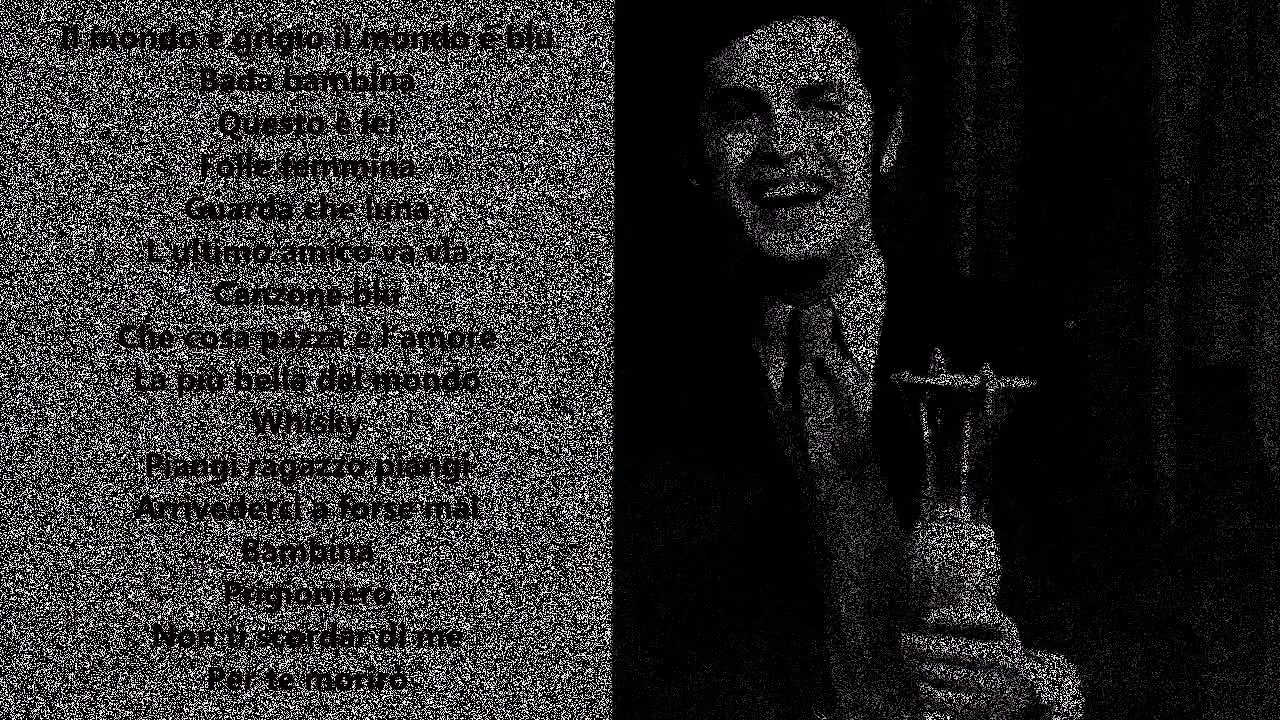 Il mondo è grigio il mondo è blu
Bada bambina
Questo è lei
Folle femmina
Guarda che luna
L'ultimo amico va via
Canzone blu
Che cosa pazza è l'amore
La più bella del mondo
Whisky
Piangi ragazzo piangi
Arrivederci a forse mai
Bambina
Prigioniero
Non ti scordar di me
Per te morirò